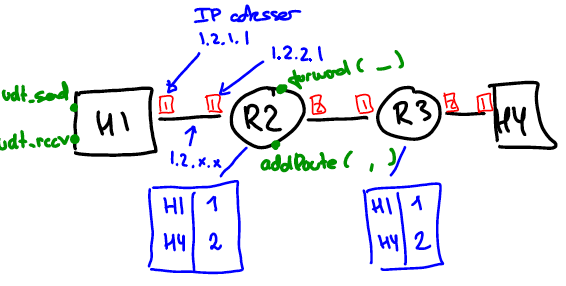 IP adresser
1.2.1.1
1.2.2.1
forward( _ )
udt_send
1 1 2 1 2 1
H1 R2 R3 H4
udt_rccv
1.2.x.x
addRoute( , )
H1 1
H4 2
H1 1
H4 2